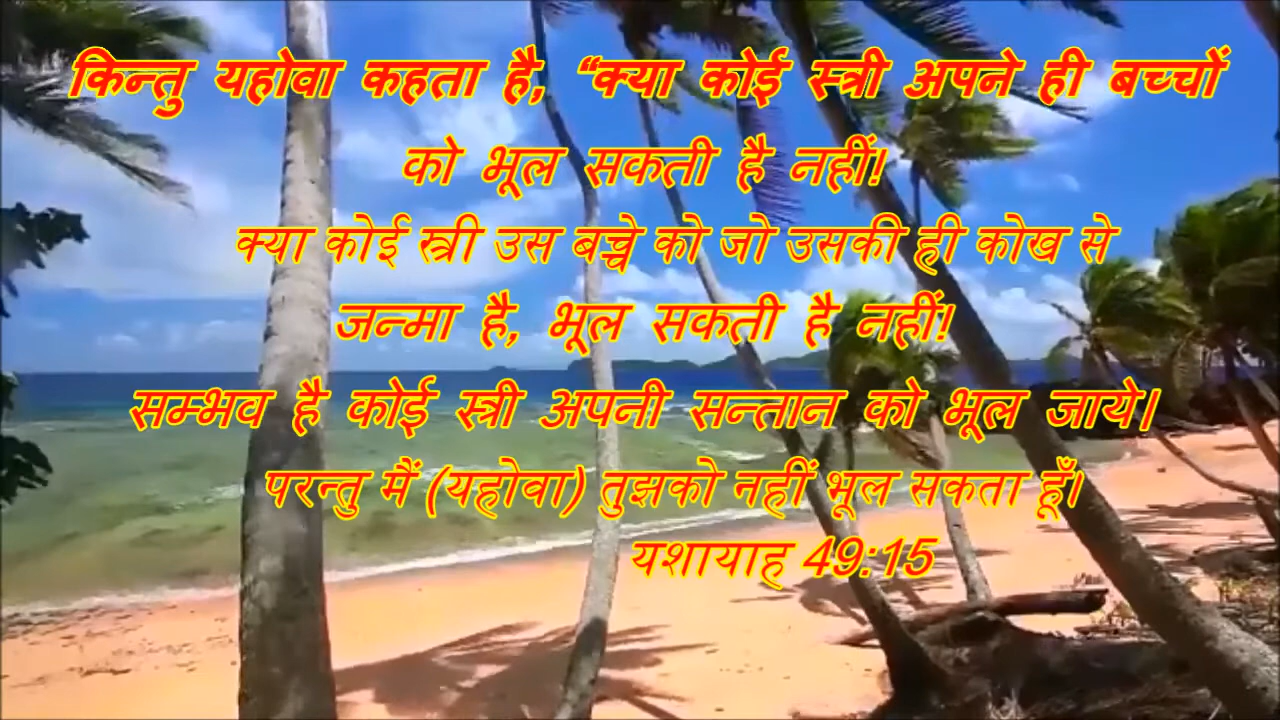 किन्तु यहोवा कहता है, “क्या कोई स्त्री अपने ही बच्चों
को भूल सकती है नहीं!
क्या कोई स्त्री उस बच्चे को जो उसकी ही कोख से
जन्मा है, भूल सकती है नहीं!
सम्भव है कोई स्त्री अपनी सन्तान को भूल जाये।
परन्तु मैं (यहोवा) तुझको नहीं भूल सकता हूँ।
यशायाह 49:15